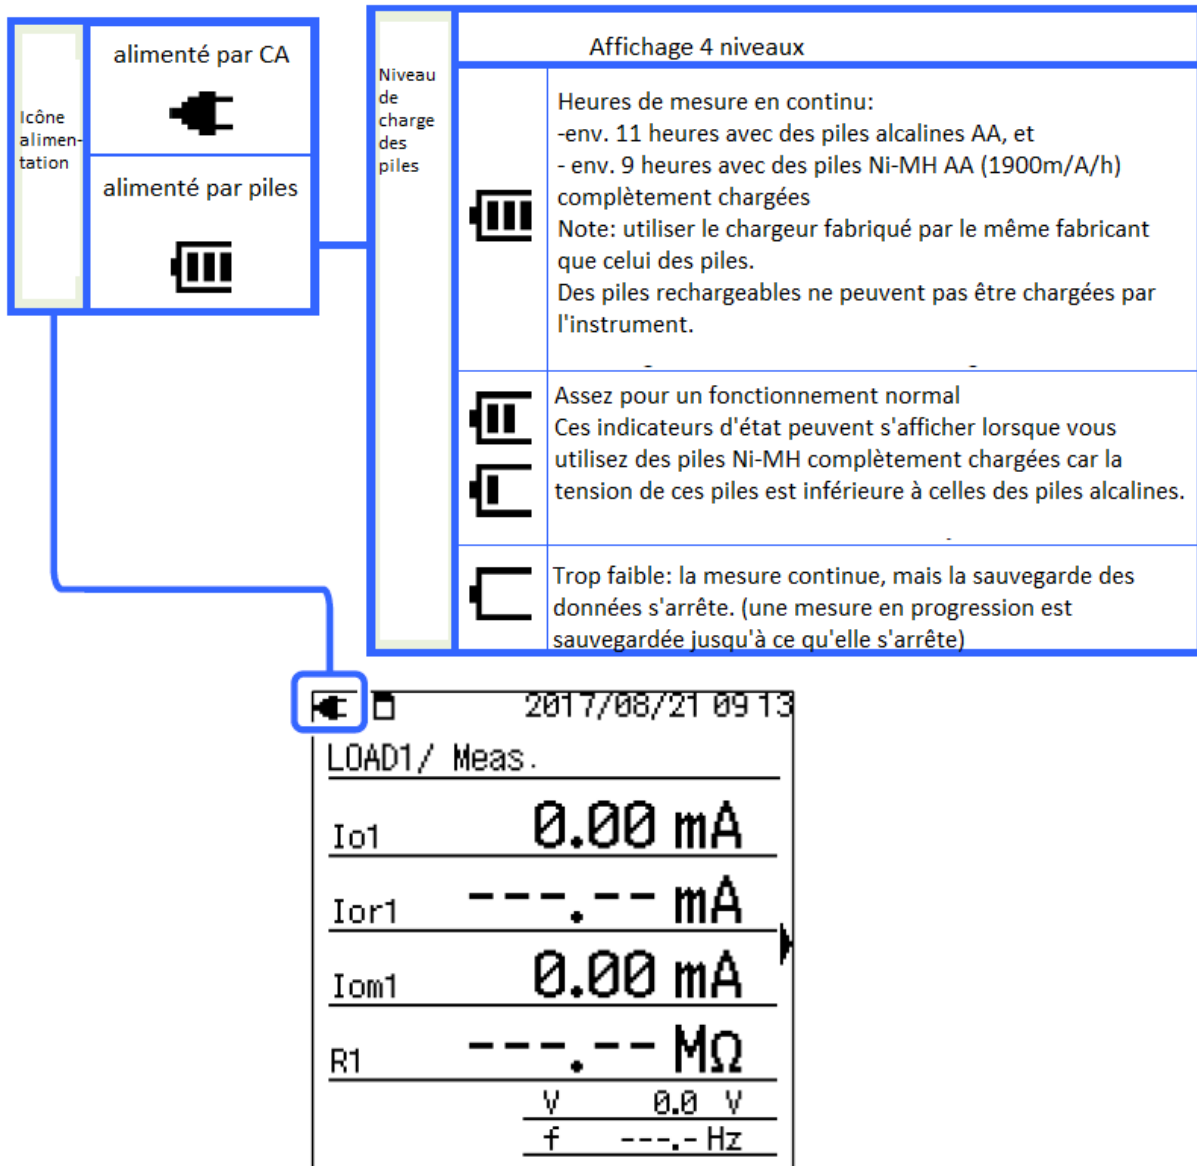 Icône
alimen-
tation
alimenté par CA
alimenté par piles
Niveau
de
charge
des
piles
Affichage 4 niveaux
Heures de mesure en continu:
-env. 11 heures avec des piles alcalines AA, et
- env. 9 heures avec des piles Ni-MH AA (1900m/A/h)
complètement chargées
Note: utiliser le chargeur fabriqué par le même fabricant
que celui des piles.
Des piles rechargeables ne peuvent pas être chargées par
l'instrument.
Assez pour un fonctionnement normal
Ces indicateurs d'état peuvent s'afficher lorsque vous
utilisez des piles Ni-MH complètement chargées car la
tension de ces piles est inférieure à celles des piles alcalines.
Trop faible: la mesure continue, mais la sauvegarde des
données s'arrête. (une mesure en progression est
sauvegardée jusqu'à ce qu'elle s'arrête)
2017/08/21 09 13
LOAD1/ Meas.
Io1 0.00 mA
Ior1 ---.-- mA
Iom1 0.00 mA
R1 ---.-- MΩ
V 0.0 V
f ---.- Hz